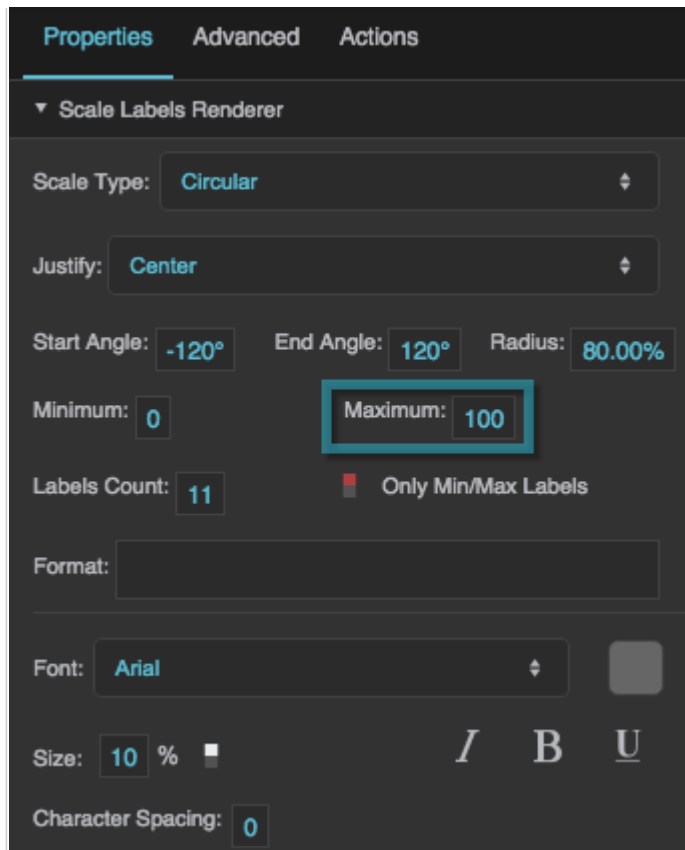 Properties Advanced Actions
Scale Labels Renderer
Scale Type: Circular
Justify: Center
Start Angle: -120° End Angle: 120° Radius: 80.00%
Minimum: 0 Maximum: 100
Labels Count: 11 Only Min/Max Labels
Format:
Font: Arial
Size: 10 % I B U
Character Spacing: 0